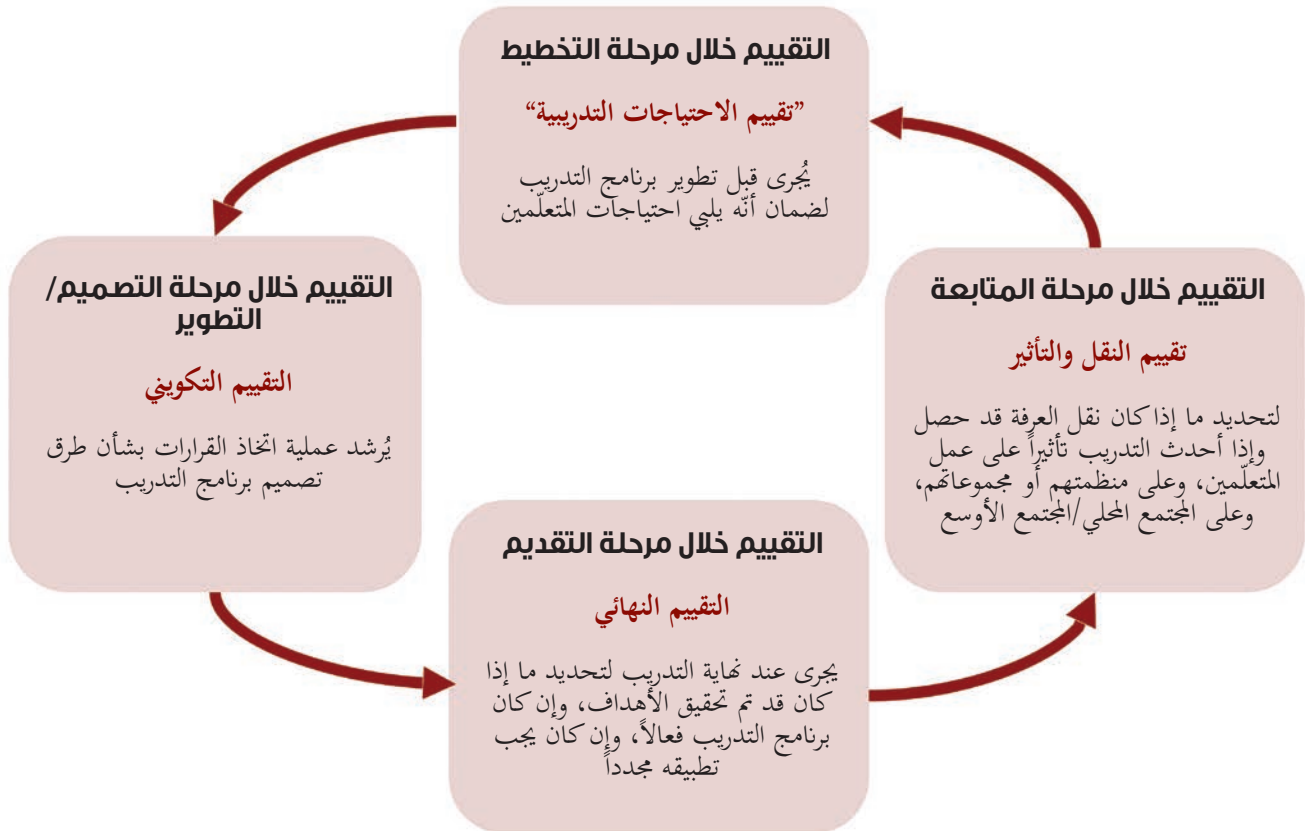 التقييم خلال مرحلة التخطيط
”تقييم الاحتياجات التدريبية“
يُجرى قبل تطوير برنامج التدريب
لضمان أنّه يلبي احتياجات المتعلّمين
التقييم خلال مرحلة التصميم/
التطوير
التقييم التكويني
يُرشد عملية اتخاذ القرارات بشأن طرق
تصميم برنامج التدريب
التقييم خلال مرحلة التقديم
التقييم النهائي
يجرى عند نهاية التدريب لتحديد ما إذا
كان قد تم تحقيق الأهداف، وإن كان
برنامج التدريب فعالاً، وإن كان يجب
تطبيقه مجدداً
التقييم خلال مرحلة المتابعة
تقييم النقل والتأثير
لتحديد ما إذا كان نقل العرفة قد حصل
وإذا أحدث التدريب تأثيراً على عمل
المتعلّمين، وعلى منظمتهم أو مجموعاتهم،
وعلى المجتمع المحلي/المجتمع الأوسع